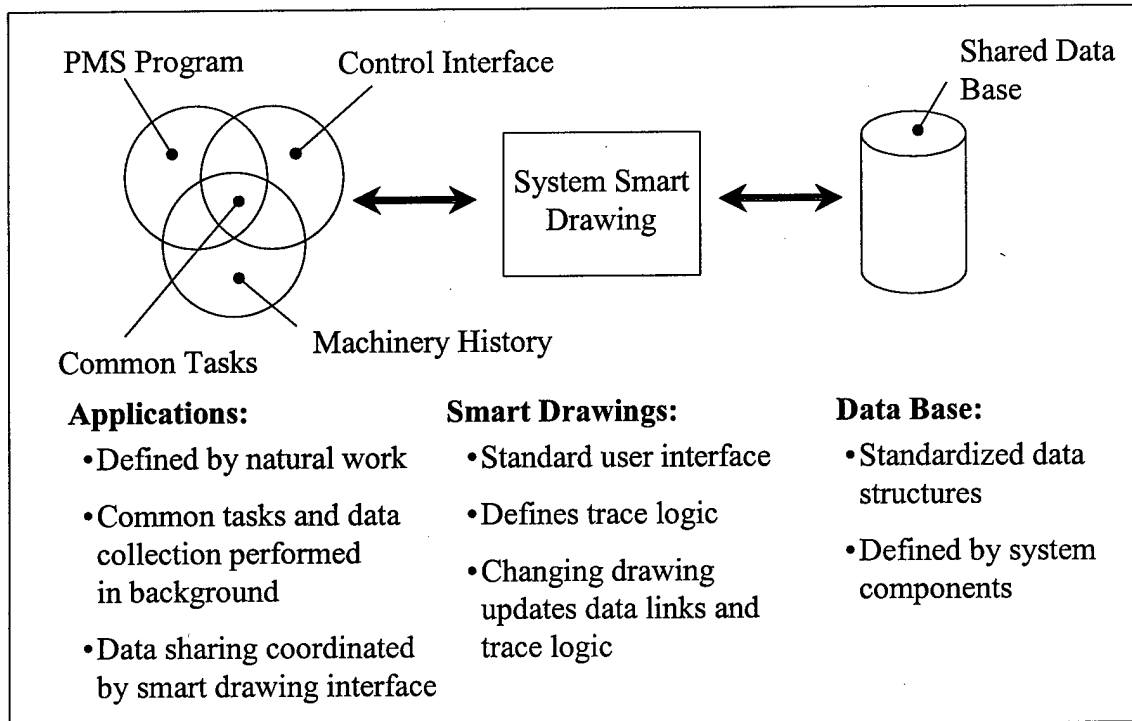 PMS Program
Control Interface
Shared Data
Base
System Smart
Drawing
Machinery History
Common Tasks
Applications:
•Defined by natural work
•Common tasks and data
collection performed
in background
•Data sharing coordinated
by smart drawing interface
Smart Drawings:
•Standard user interface
•Defines trace logic
•Changing drawing
updates data links and
trace logic
Data Base:
•Standardized data
structures
•Defined by system
components